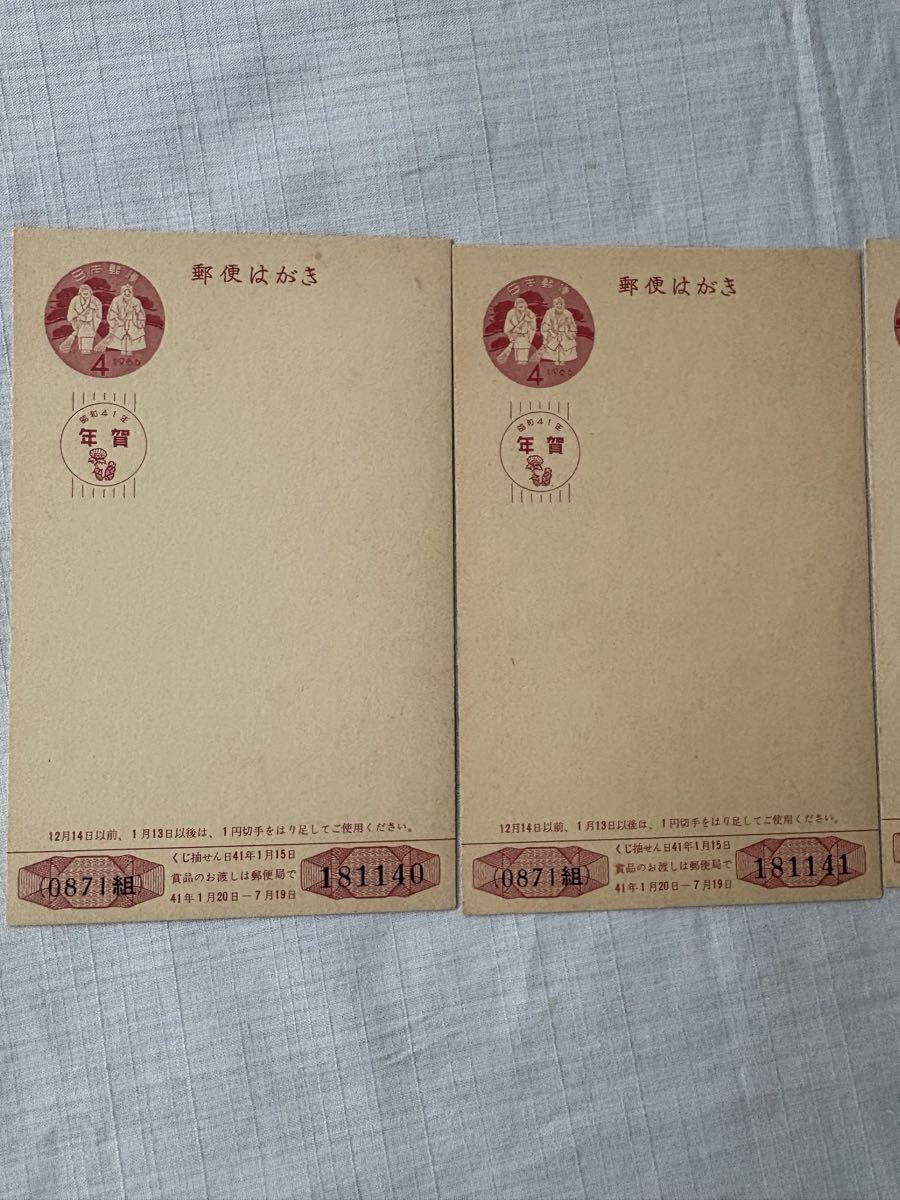 郵便はがき
日本郵便
4 1966
昭和41年
年賀
12月14日以前、1月13日以後は、1円切手をはり足してご使用ください。
(0871組)
くじ抽せん日41年1月15日
賞品のお渡しは郵便局で
41年1月20日－7月19日
181140
郵便はがき
日本郵便
4 1966
昭和41年
年賀
12月14日以前、1月13日以後は、1円切手をはり足してご使用ください。
(0871組)
くじ抽せん日41年1月15日
賞品のお渡しは郵便局で
41年1月20日－7月19日
181141